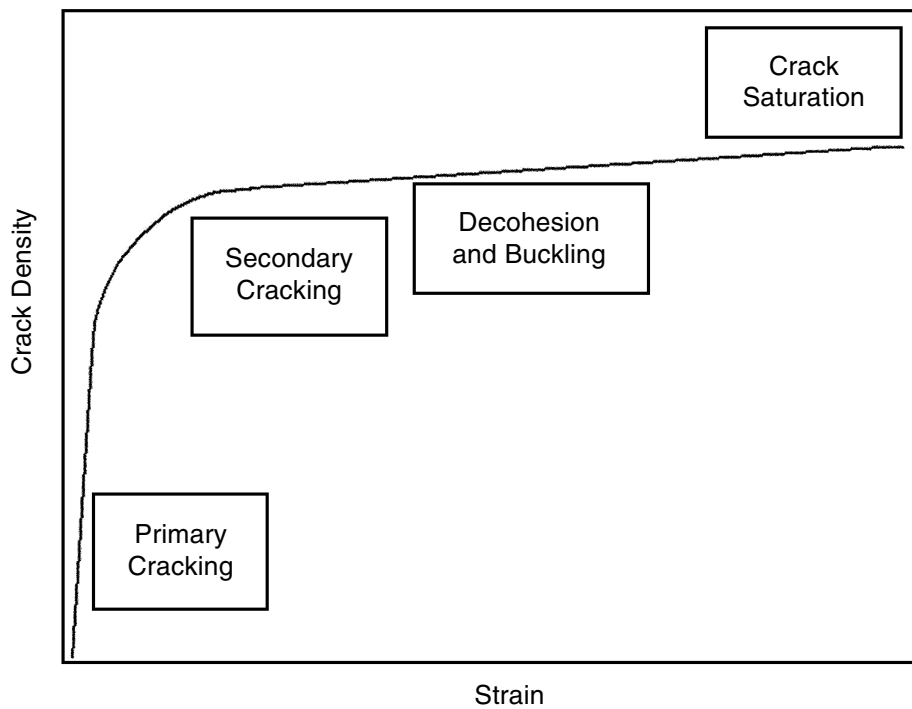 Crack
Saturation
Decohesion
and Buckling
Secondary
Cracking
Crack Density
Primary
Cracking
Strain